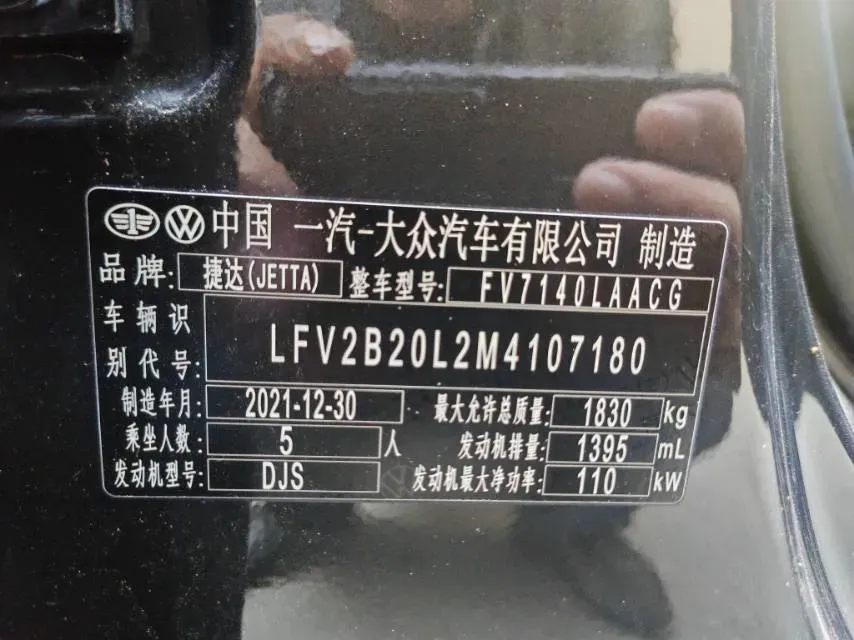 中国 一汽-大众汽车有限公司 制造
品牌: 捷达(JETTA) 整车型号: FV7140LAACG
车辆识别代号: LFV2B20L2M4107180
制造年月: 2021-12-30 最大允许总质量: 1830 kg
乘坐人数: 5 人 发动机排量: 1395 mL
发动机型号: DJS 发动机最大净功率: 110 kW